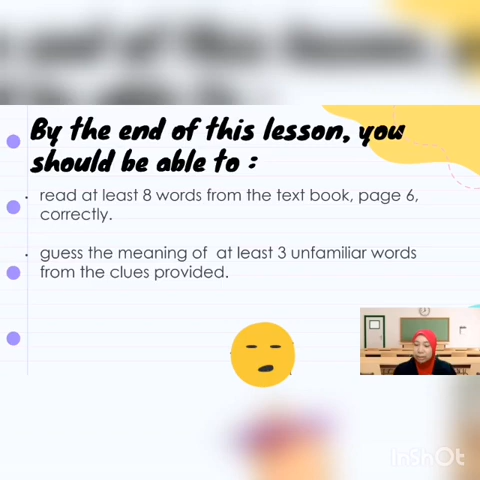 By the end of this lesson, you
should be able to :
read at least 8 words from the text book, page 6,
correctly.
guess the meaning of at least 3 unfamiliar words
from the clues provided.
InShOt